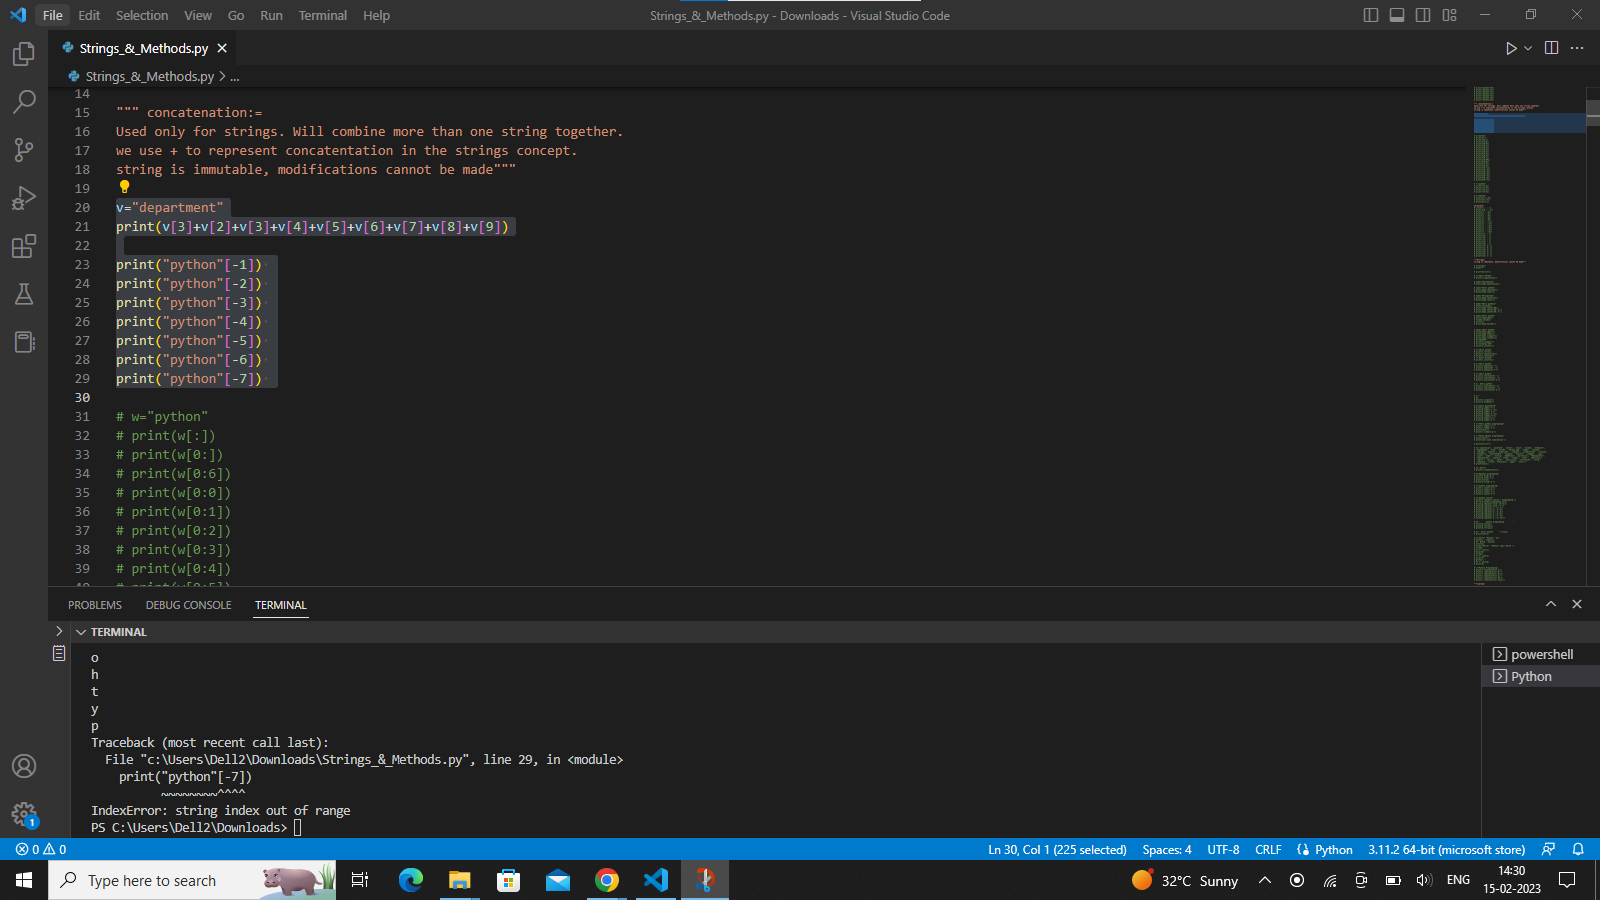 File Edit Selection View Go Run Terminal Help
Strings_&_Methods.py - Downloads - Visual Studio Code
Strings_&_Methods.py
Strings_&_Methods.py > ...
14
15 """ concatenation:=
16 Used only for strings. Will combine more than one string together.
17 we use + to represent concatentation in the strings concept.
18 string is immutable, modifications cannot be made"""
19
20 v="department"
21 print(v[3]+v[2]+v[3]+v[4]+v[5]+v[6]+v[7]+v[8]+v[9])
22
23 print("python"[-1])
24 print("python"[-2])
25 print("python"[-3])
26 print("python"[-4])
27 print("python"[-5])
28 print("python"[-6])
29 print("python"[-7])
30
31 # w="python"
32 # print(w[:])
33 # print(w[0:])
34 # print(w[0:6])
35 # print(w[0:0])
36 # print(w[0:1])
37 # print(w[0:2])
38 # print(w[0:3])
39 # print(w[0:4])
PROBLEMS DEBUG CONSOLE TERMINAL
TERMINAL
o
h
t
y
p
Traceback (most recent call last):
File "c:\Users\Dell2\Downloads\Strings_&_Methods.py", line 29, in <module>
print("python"[-7])
~~~~~~~~^^^^
IndexError: string index out of range
PS C:\Users\Dell2\Downloads>
powershell
Python
1
0 0
Ln 30, Col 1 (225 selected) Spaces: 4 UTF-8 CRLF Python 3.11.2 64-bit (microsoft store)
Type here to search
32°C Sunny
ENG
14:30
15-02-2023